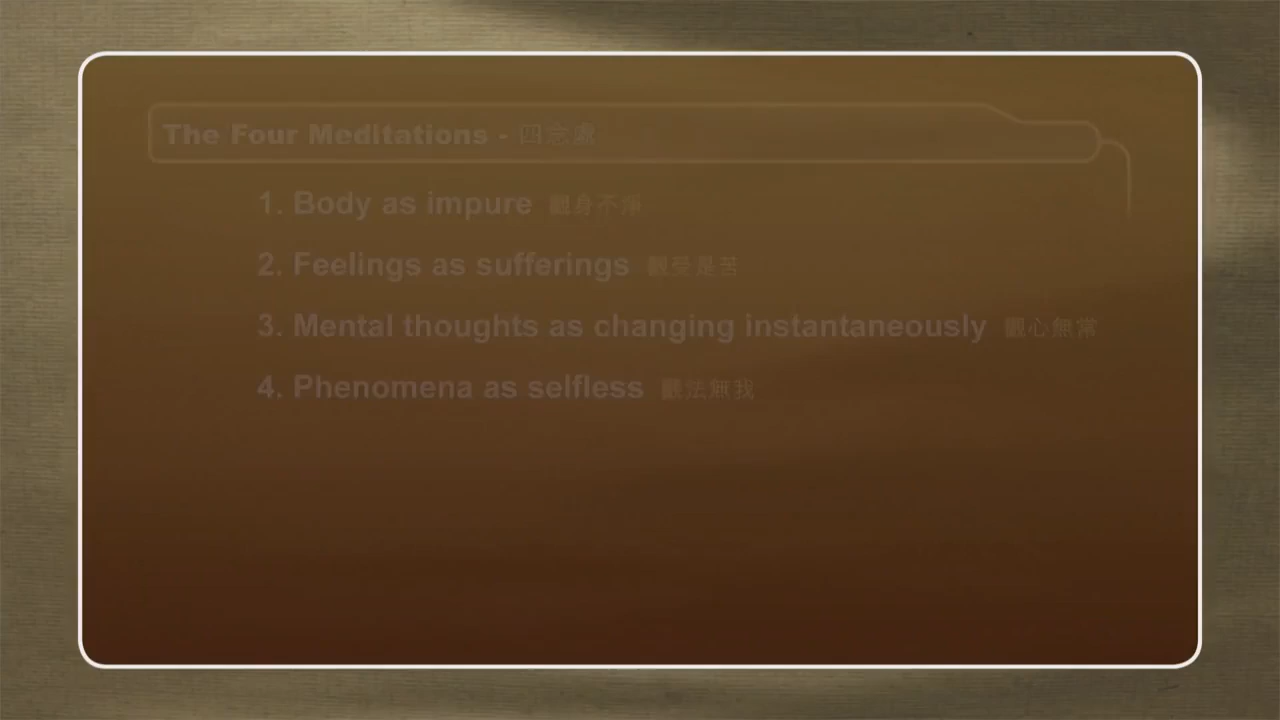 The Four Meditations - 四念處
1. Body as impure 觀身不淨
2. Feelings as sufferings 觀受是苦
3. Mental thoughts as changing instantaneously 觀心無常
4. Phenomena as selfless 觀法無我